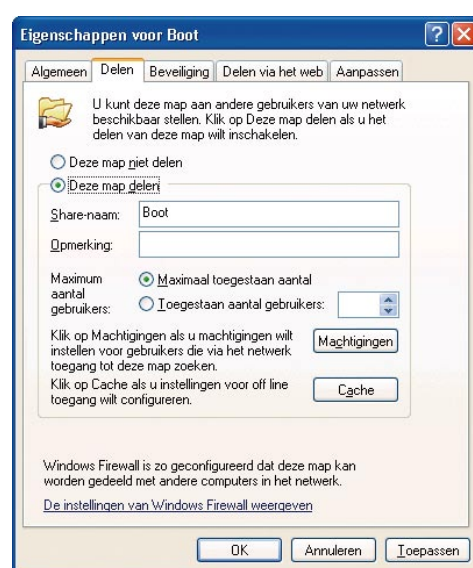 Eigenschappen voor Boot
Algemeen Delen Beveiliging Delen via het web Aanpassen
U kunt deze map aan andere gebruikers van uw netwerk
beschikbaar stellen. Klik op Deze map delen als u het
delen van deze map wilt inschakelen.
Deze map niet delen
Deze map delen
Share-naam: Boot
Opmerking:
Maximum
aantal
gebruikers:
Maximaal toegestaan aantal
Toegestaan aantal gebruikers:
Klik op Machtigingen als u machtigingen wilt
instellen voor gebruikers die via het netwerk
toegang tot deze map zoeken.
Machtigingen
Klik op Cache als u instellingen voor off line
toegang wilt configureren.
Cache
Windows Firewall is zo geconfigureerd dat deze map kan
worden gedeeld met andere computers in het netwerk.
De instellingen van Windows Firewall weergeven
OK Annuleren Toepassen